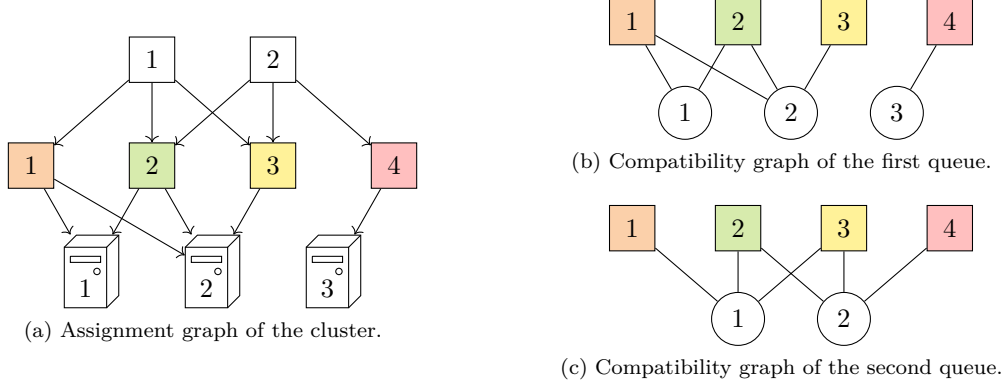 1 2
1 2 3 4
1 2 3
(a) Assignment graph of the cluster.
1 2 3 4
1 2 3
(b) Compatibility graph of the first queue.
1 2 3 4
1 2
(c) Compatibility graph of the second queue.